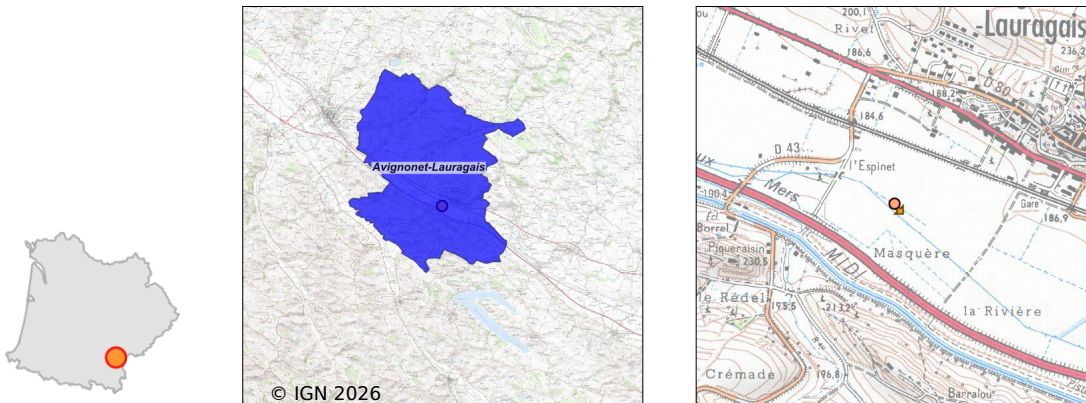 Avignonet-Lauragais
© IGN 2026
200,1
-Lauragais
Rivet
186,6
236,2
D 80
188,2
184,6
D 43
l'Espinet
190,4
Mers
Gare
186,9
Borrel
Piqueraisin
230,5
Masquère
MIDI
la Rivière
le Rédel
195,5
213,2
Crémade
196,8
Barralou